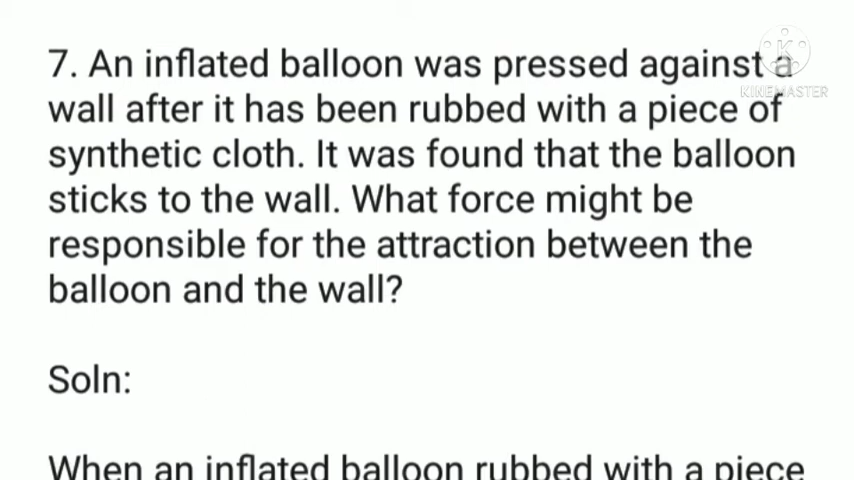 7. An inflated balloon was pressed against a
wall after it has been rubbed with a piece of
synthetic cloth. It was found that the balloon
sticks to the wall. What force might be
responsible for the attraction between the
balloon and the wall?
Soln:
When an inflated balloon rubbed with a piece
K
KINEMASTER